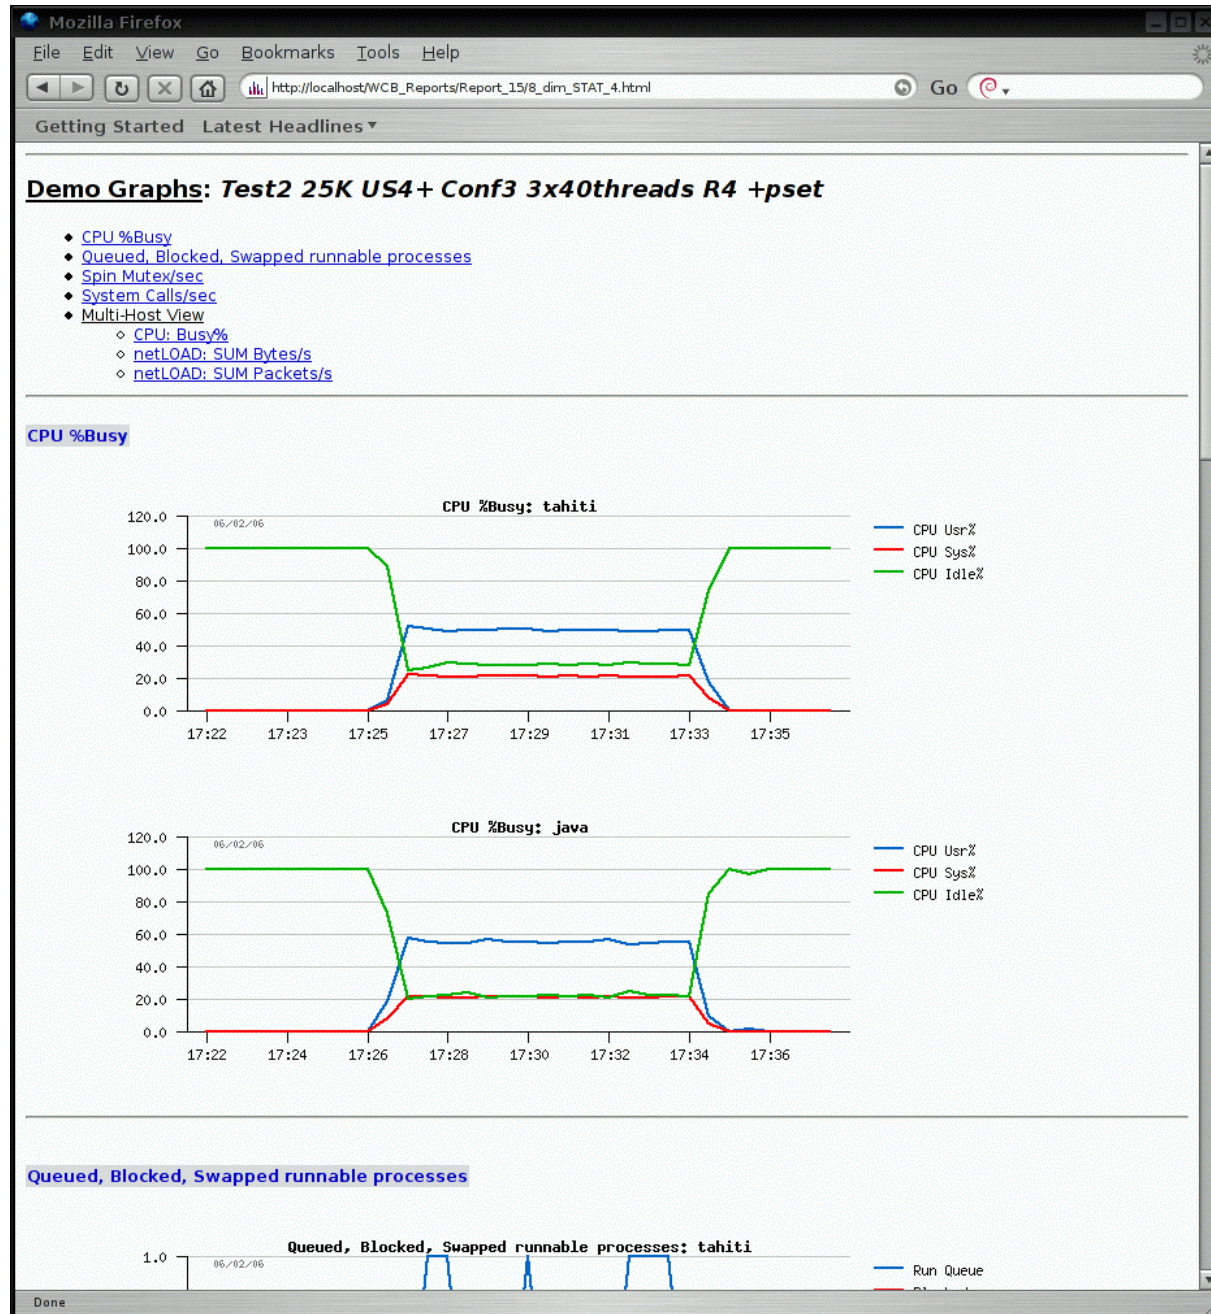 Mozilla Firefox
File Edit View Go Bookmarks Tools Help
http://localhost/WCB_Reports/Report_15/8_dim_STAT_4.html Go
Getting Started Latest Headlines
Demo Graphs: Test2 25K US4+ Conf3 3x40threads R4 +pset
CPU %Busy
Queued, Blocked, Swapped runnable processes
Spin Mutex/sec
System Calls/sec
Multi-Host View
CPU: Busy%
netLOAD: SUM Bytes/s
netLOAD: SUM Packets/s
CPU %Busy
CPU %Busy: tahiti
06/02/06
120.0
100.0
80.0
60.0
40.0
20.0
0.0
17:22 17:23 17:25 17:27 17:29 17:31 17:33 17:35
CPU Usr%
CPU Sys%
CPU Idle%
CPU %Busy: java
06/02/06
120.0
100.0
80.0
60.0
40.0
20.0
0.0
17:22 17:24 17:26 17:28 17:30 17:32 17:34 17:36
CPU Usr%
CPU Sys%
CPU Idle%
Queued, Blocked, Swapped runnable processes
Queued, Blocked, Swapped runnable processes: tahiti
1.0
06/02/06
Run Queue
Done